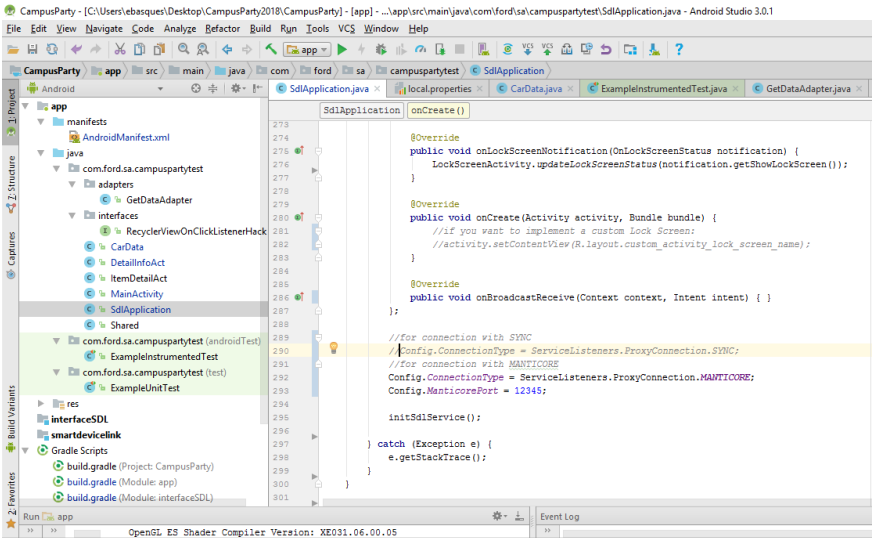 CampusParty - [C:\Users\ebasques\Desktop\CampusParty2018\CampusParty] - [app] - ...\app\src\main\java\com\ford\sa\campuspartytest\SdlApplication.java - Android Studio 3.0.1
File Edit View Navigate Code Analyze Refactor Build Run Tools VCS Window Help
app VCS VCS ?
CampusParty app src main java com ford sa campuspartytest SdlApplication
Android SdlApplication.java local.properties CarData.java ExampleInstrumentedTest.java GetDataAdapter.java
SdlApplication onCreate()
1: Project
Z: Structure
Captures
Build Variants
2: Favorites
app
manifests
AndroidManifest.xml
java
com.ford.sa.campuspartytest
adapters
GetDataAdapter
interfaces
RecyclerViewOnClickListenerHack
CarData
DetailInfoAct
ItemDetailAct
MainActivity
SdlApplication
Shared
com.ford.sa.campuspartytest (androidTest)
ExampleInstrumentedTest
com.ford.sa.campuspartytest (test)
ExampleUnitTest
res
interfaceSDL
smartdevicelink
Gradle Scripts
build.gradle (Project: CampusParty)
build.gradle (Module: app)
build.gradle (Module: interfaceSDL)
273
274 @Override
275 public void onLockScreenNotification(OnLockScreenStatus notification) {
276 LockScreenActivity.updateLockScreenStatus(notification.getShowLockScreen());
277 }
278
279 @Override
280 public void onCreate(Activity activity, Bundle bundle) {
281 //if you want to implement a custom Lock Screen:
282 //activity.setContentView(R.layout.custom_activity_lock_screen_name);
283 }
284
285 @Override
286 public void onBroadcastReceive(Context context, Intent intent) { }
287 };
288
289 //for connection with SYNC
290 //Config.ConnectionType = ServiceListeners.ProxyConnection.SYNC;
291 //for connection with MANTICORE
292 Config.ConnectionType = ServiceListeners.ProxyConnection.MANTICORE;
293 Config.ManticorePort = 12345;
294
295 initSdlService();
296
297 } catch (Exception e) {
298 e.getStackTrace();
299 }
300 }
301
Run app Event Log
OpenGL ES Shader Compiler Version: XE031.06.00.05